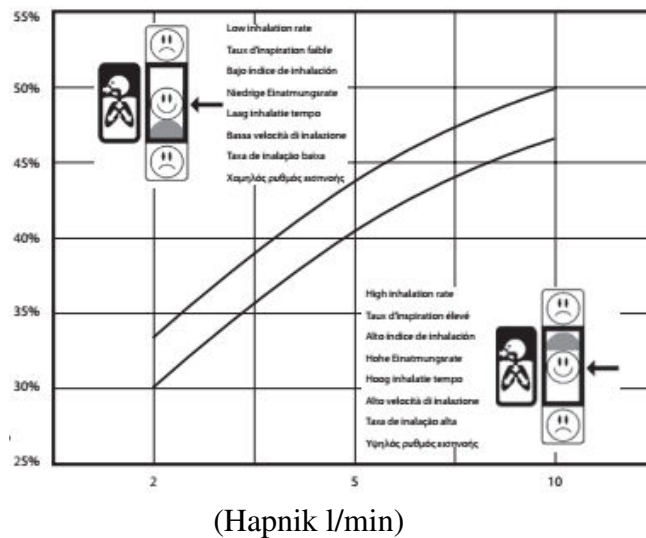 55%
50%
45%
40%
35%
30%
25%
Low inhalation rate
Taux d'inspiration faible
Bajo índice de inhalación
Niedrige Einatmungsrate
Laag inhalatie tempo
Bassa velocità di inalazione
Taxa de inalação baixa
Χαμηλός ρυθμός εισπνοής
High inhalation rate
Taux d'inspiration élevé
Alto índice de inhalación
Hohe Einatmungsrate
Hoog inhalatie tempo
Alto velocità di inalazione
Taxa de inalação alta
Υψηλός ρυθμός εισπνοής
2 5 10
(Hapnik l/min)